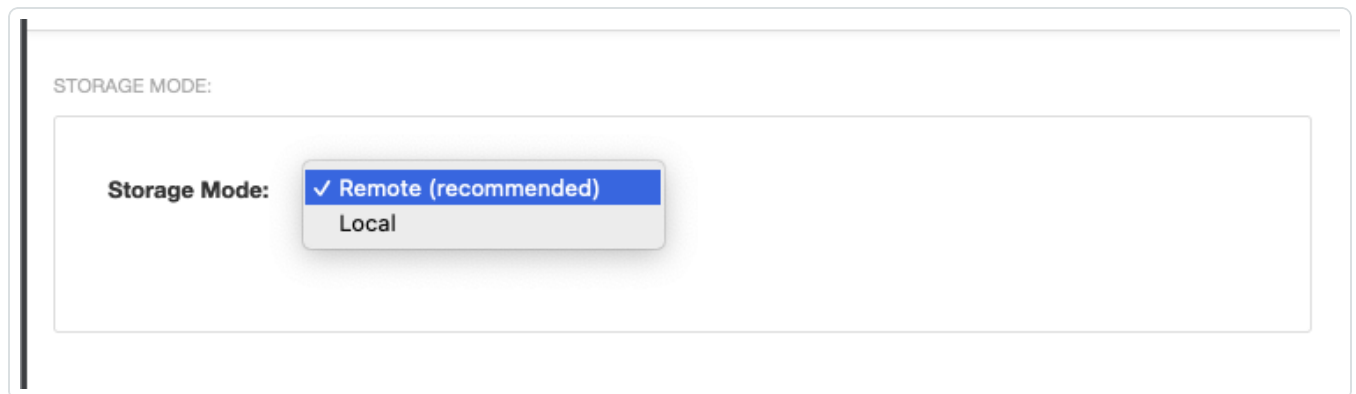 STORAGE MODE:
Storage Mode:
✓ Remote (recommended)
Local